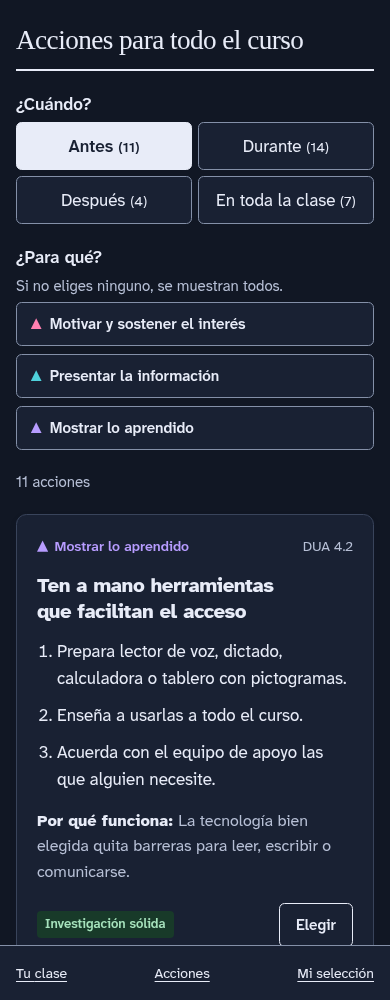 Acciones para todo el curso
¿Cuándo?
Antes (11)
Durante (14)
Después (4)
En toda la clase (7)
¿Para qué?
Si no eliges ninguno, se muestran todos.
Motivar y sostener el interés
Presentar la información
Mostrar lo aprendido
11 acciones
Mostrar lo aprendido
DUA 4.2
Ten a mano herramientas
que facilitan el acceso
1. Prepara lector de voz, dictado,
calculadora o tablero con pictogramas.
2. Enseña a usarlas a todo el curso.
3. Acuerda con el equipo de apoyo las
que alguien necesite.
Por qué funciona: La tecnología bien
elegida quita barreras para leer, escribir o
comunicarse.
Investigación sólida
Elegir
Tu clase
Acciones
Mi selección